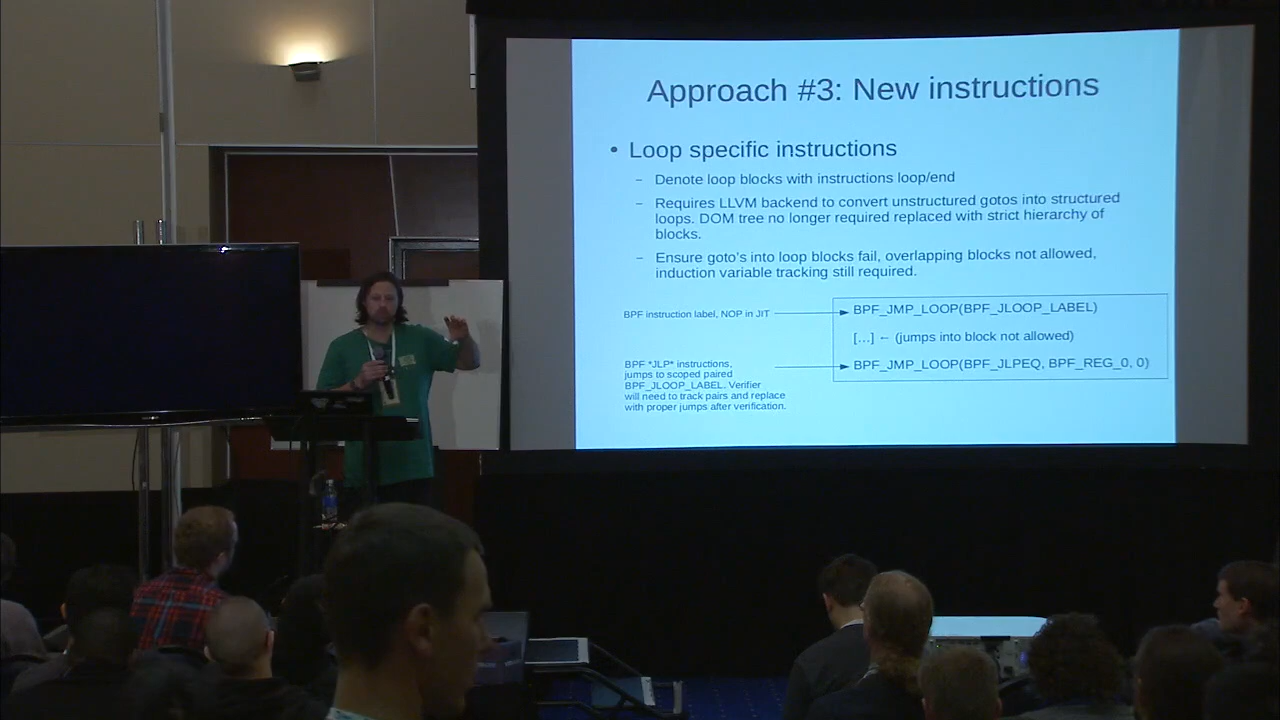 Approach #3: New instructions
• Loop specific instructions
– Denote loop blocks with instructions loop/end
– Requires LLVM backend to convert unstructured gotos into structured
loops. DOM tree no longer required replaced with strict hierarchy of
blocks.
– Ensure goto's into loop blocks fail, overlapping blocks not allowed,
induction variable tracking still required.
BPF instruction label, NOP in JIT
BPF_JMP_LOOP(BPF_JLOOP_LABEL)
[...] ← (jumps into block not allowed)
BPF *JLP* instructions,
jumps to scoped paired
BPF_JLOOP_LABEL. Verifier
will need to track pairs and replace
with proper jumps after verification.
BPF_JMP_LOOP(BPF_JLPEQ, BPF_REG_0, 0)